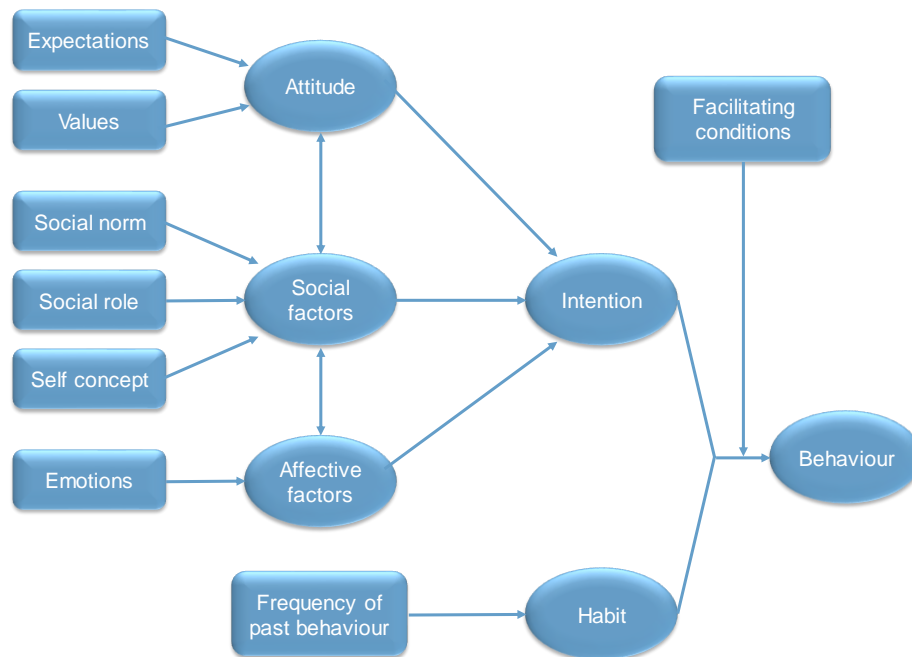 Expectations
Attitude
Values
Facilitating
conditions
Social norm
Social role
Social
factors
Intention
Self concept
Emotions
Affective
factors
Behaviour
Frequency of
past behaviour
Habit